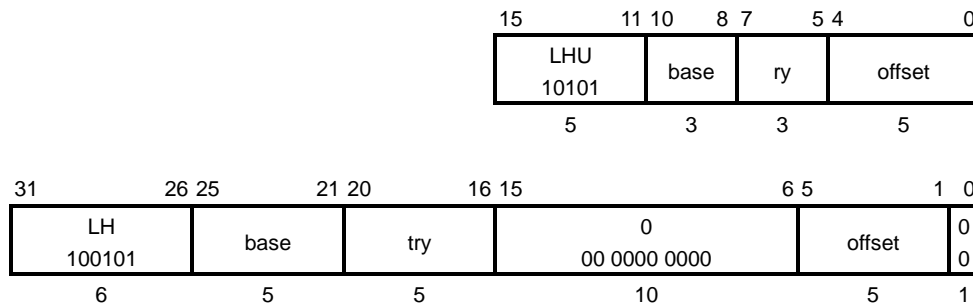 15 11 10 8 7 5 4 0
LHU base ry offset
10101
5 3 3 5
31 26 25 21 20 16 15 6 5 1 0
LH base try 0 offset 0
100101 00 0000 0000 0
6 5 5 10 5 1